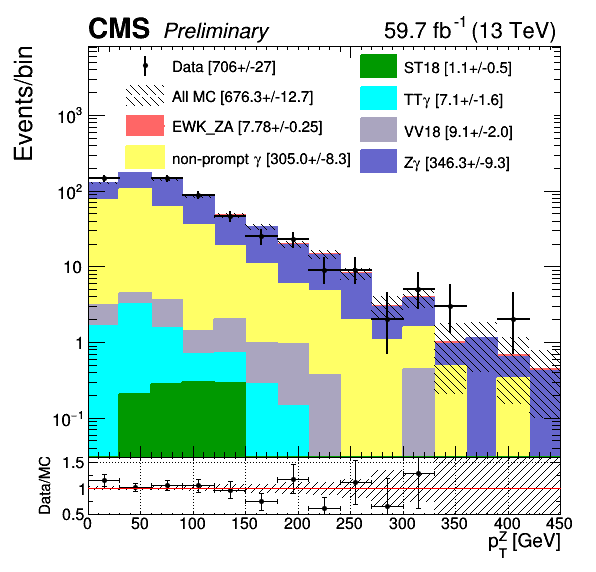 CMS Preliminary 59.7 fb⁻¹ (13 TeV)
Events/bin
Data [706+/-27]
All MC [676.3+/-12.7]
EWK_ZA [7.78+/-0.25]
non-prompt γ [305.0+/-8.3]
ST18 [1.1+/-0.5]
TTγ [7.1+/-1.6]
VV18 [9.1+/-2.0]
Zγ [346.3+/-9.3]
10³
10²
10
1
10⁻¹
Data/MC
1.5
1
0.5
0 50 100 150 200 250 300 350 400 450
p_T^Z [GeV]